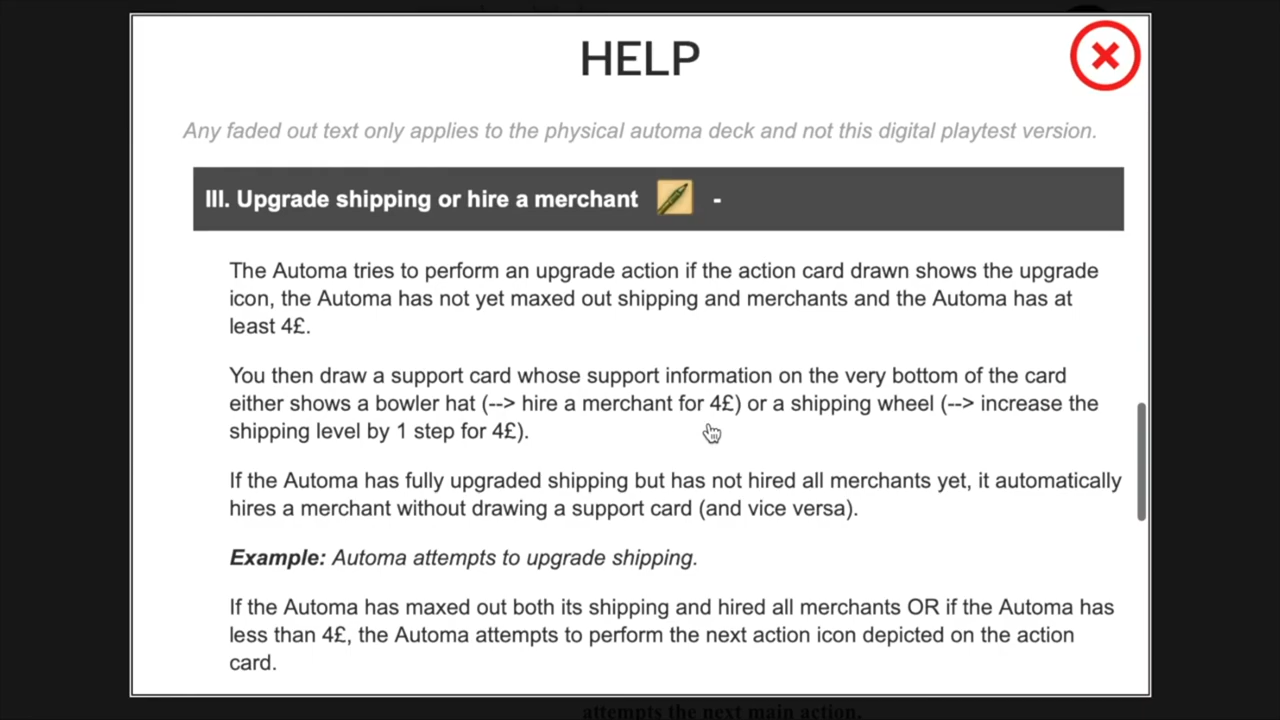 HELP
Any faded out text only applies to the physical automa deck and not this digital playtest version.
III. Upgrade shipping or hire a merchant -
The Automa tries to perform an upgrade action if the action card drawn shows the upgrade
icon, the Automa has not yet maxed out shipping and merchants and the Automa has at
least 4£.
You then draw a support card whose support information on the very bottom of the card
either shows a bowler hat (--> hire a merchant for 4£) or a shipping wheel (--> increase the
shipping level by 1 step for 4£).
If the Automa has fully upgraded shipping but has not hired all merchants yet, it automatically
hires a merchant without drawing a support card (and vice versa).
Example: Automa attempts to upgrade shipping.
If the Automa has maxed out both its shipping and hired all merchants OR if the Automa has
less than 4£, the Automa attempts to perform the next action icon depicted on the action
card.
attempts the next main action.